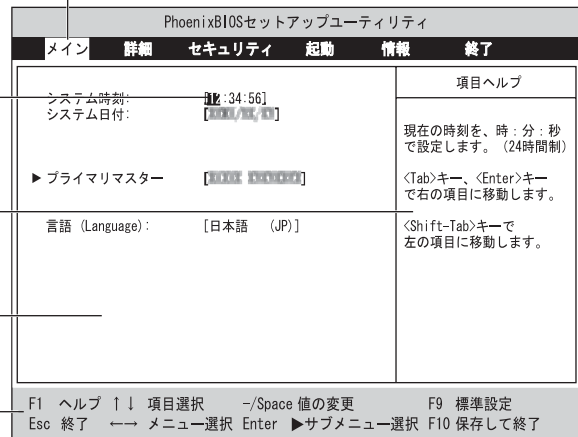 PhoenixBIOSセットアップユーティリティ
メイン 詳細 セキュリティ 起動 情報 終了
項目ヘルプ
システム時刻: [12:34:56]
システム日付: [ / / ]
現在の時刻を、時：分：秒
で設定します。（24時間制）
▶ プライマリマスター [ ]
<Tab>キー、<Enter>キー
で右の項目に移動します。
言語 (Language): [日本語 (JP)]
<Shift-Tab>キーで
左の項目に移動します。
F1 ヘルプ ↑↓ 項目選択 -/Space 値の変更 F9 標準設定
Esc 終了 ←→ メニュー選択 Enter ▶サブメニュー選択 F10 保存して終了